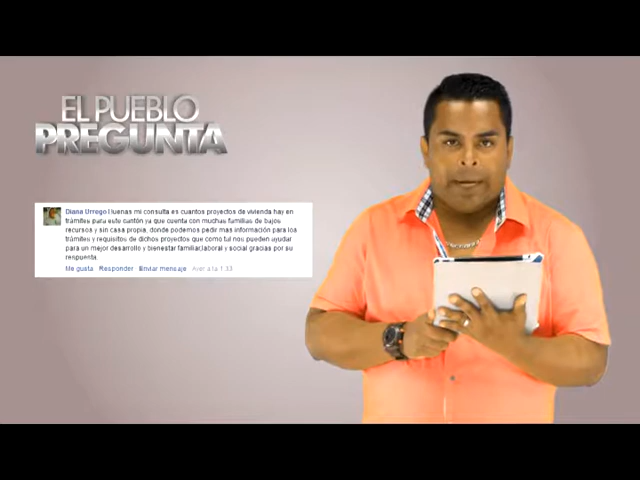 EL PUEBLO
PREGUNTA
Diana Urrego Buenas mi consulta es cuantos proyectos de vivienda hay en
trámites para este cantón ya que cuenta con muchas familias de bajos
recursos y sin casa propia, donde podemos pedir mas información para los
trámites y requisitos de dichos proyectos que como tal nos pueden ayudar
para un mejor desarrollo y bienestar familiar,laboral y social gracias por su
respuesta.
Me gusta · Responder · Enviar mensaje · Ayer a la 1:33